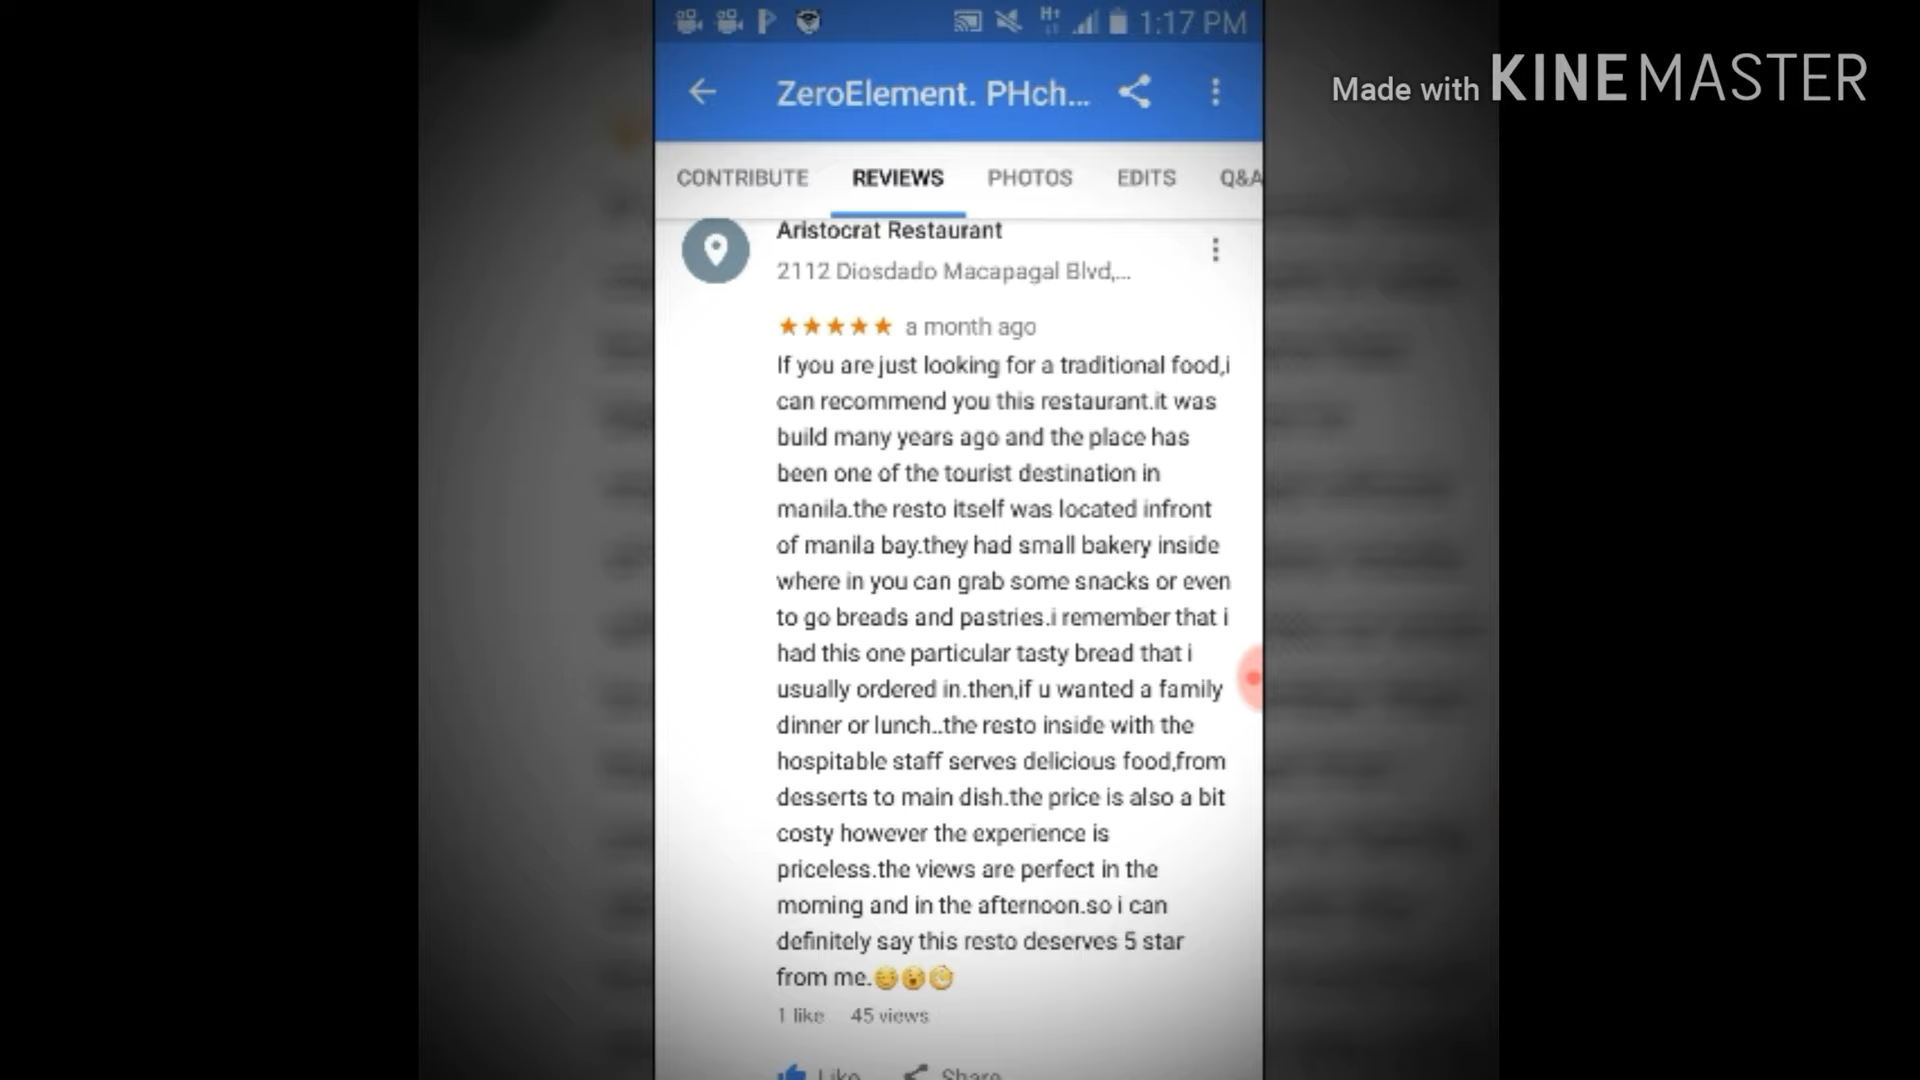 1:17 PM
Made with KINEMASTER
ZeroElement. PHch...
CONTRIBUTE REVIEWS PHOTOS EDITS Q&A
Aristocrat Restaurant
2112 Diosdado Macapagal Blvd,...
a month ago
If you are just looking for a traditional food,i
can recommend you this restaurant.it was
build many years ago and the place has
been one of the tourist destination in
manila.the resto itself was located infront
of manila bay.they had small bakery inside
where in you can grab some snacks or even
to go breads and pastries.i remember that i
had this one particular tasty bread that i
usually ordered in.then,if u wanted a family
dinner or lunch..the resto inside with the
hospitable staff serves delicious food,from
desserts to main dish.the price is also a bit
costy however the experience is
priceless.the views are perfect in the
morning and in the afternoon.so i can
definitely say this resto deserves 5 star
from me.😊😮😋
1 like 45 views
Like Share